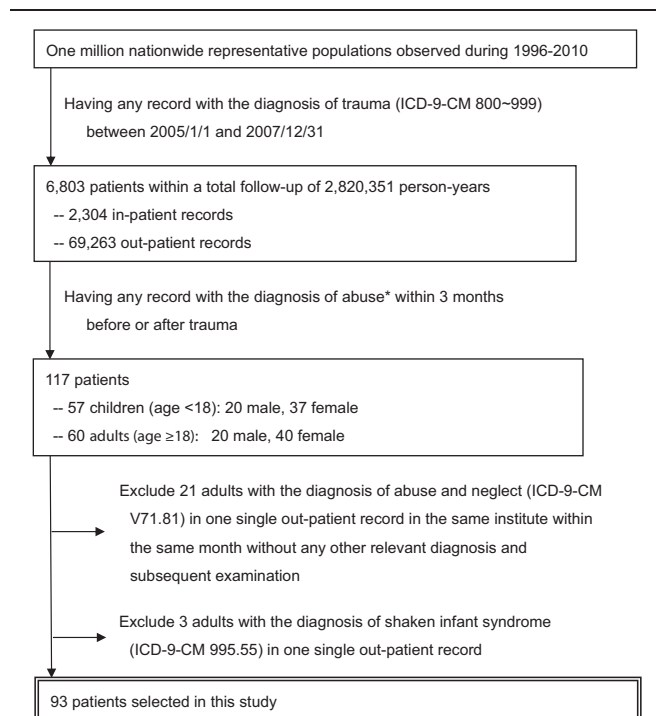 One million nationwide representative populations observed during 1996-2010
Having any record with the diagnosis of trauma (ICD-9-CM 800~999)
between 2005/1/1 and 2007/12/31
6,803 patients within a total follow-up of 2,820,351 person-years
-- 2,304 in-patient records
-- 69,263 out-patient records
Having any record with the diagnosis of abuse* within 3 months
before or after trauma
117 patients
-- 57 children (age <18): 20 male, 37 female
-- 60 adults (age ≥18): 20 male, 40 female
Exclude 21 adults with the diagnosis of abuse and neglect (ICD-9-CM
V71.81) in one single out-patient record in the same institute within
the same month without any other relevant diagnosis and
subsequent examination
Exclude 3 adults with the diagnosis of shaken infant syndrome
(ICD-9-CM 995.55) in one single out-patient record
93 patients selected in this study